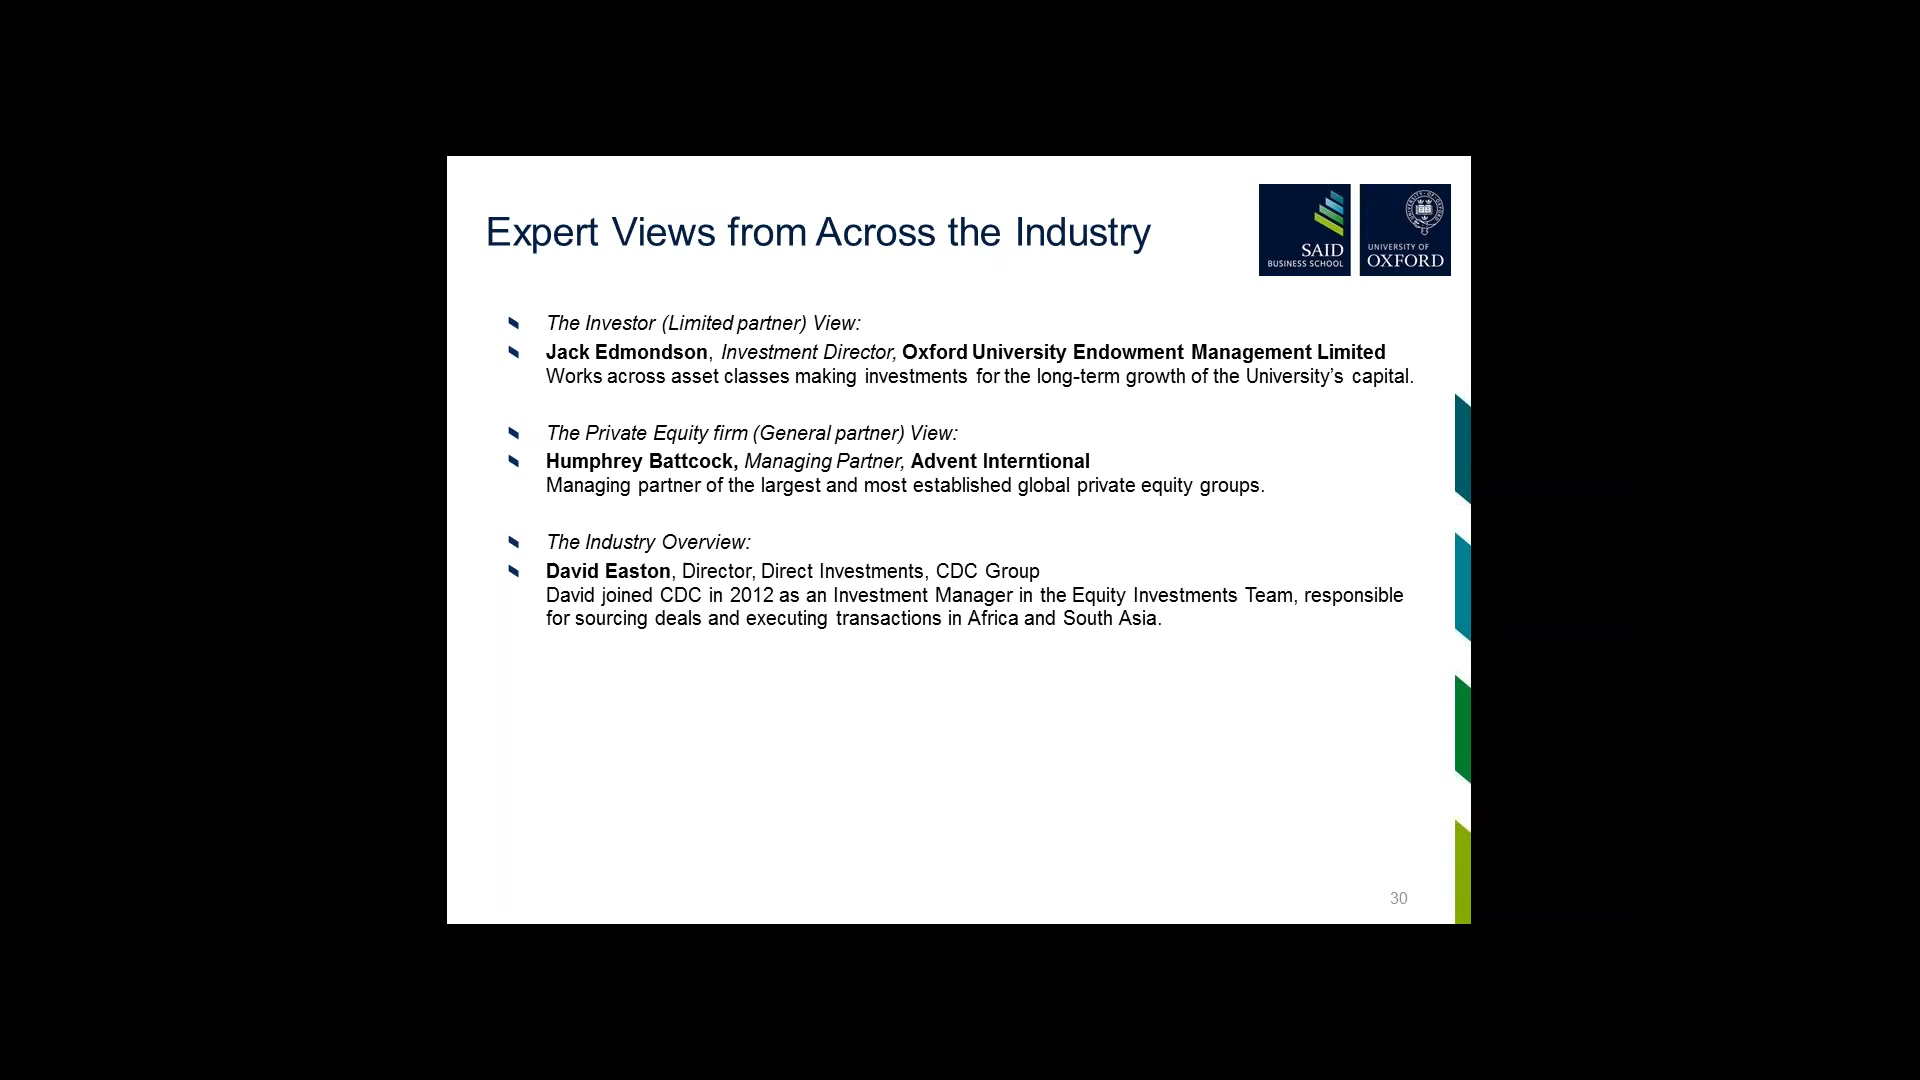 Expert Views from Across the Industry
SAID
BUSINESS SCHOOL
UNIVERSITY OF
OXFORD
The Investor (Limited partner) View:
Jack Edmondson, Investment Director, Oxford University Endowment Management Limited
Works across asset classes making investments for the long-term growth of the University’s capital.
The Private Equity firm (General partner) View:
Humphrey Battcock, Managing Partner, Advent Interntional
Managing partner of the largest and most established global private equity groups.
The Industry Overview:
David Easton, Director, Direct Investments, CDC Group
David joined CDC in 2012 as an Investment Manager in the Equity Investments Team, responsible
for sourcing deals and executing transactions in Africa and South Asia.
30